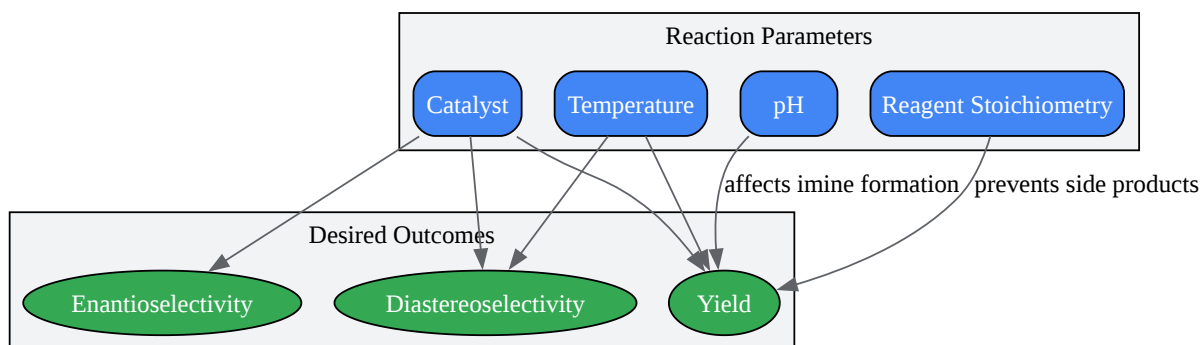 Reaction Parameters
Catalyst
Temperature
pH
Reagent Stoichiometry
affects imine formation
prevents side products
Desired Outcomes
Enantioselectivity
Diastereoselectivity
Yield